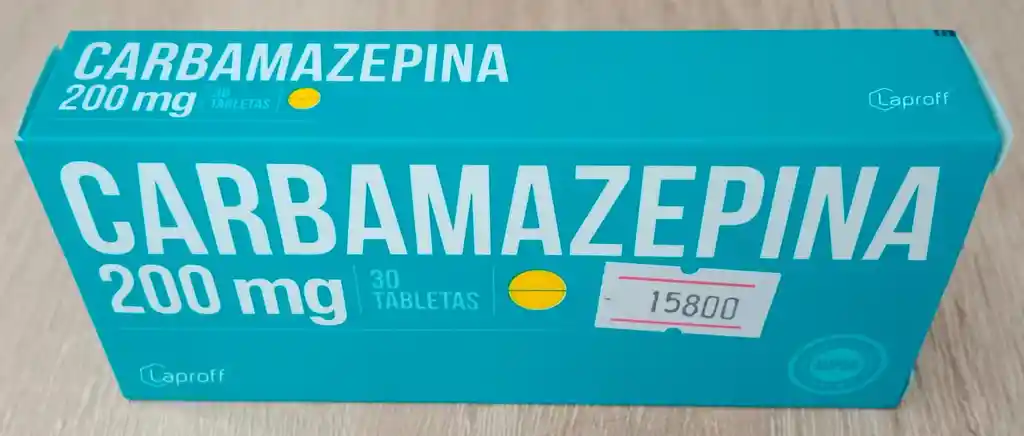 CARBAMAZEPINA
200 mg
30
TABLETAS
Laproff
CARBAMAZEPINA
200 mg
30
TABLETAS
15800
Laproff